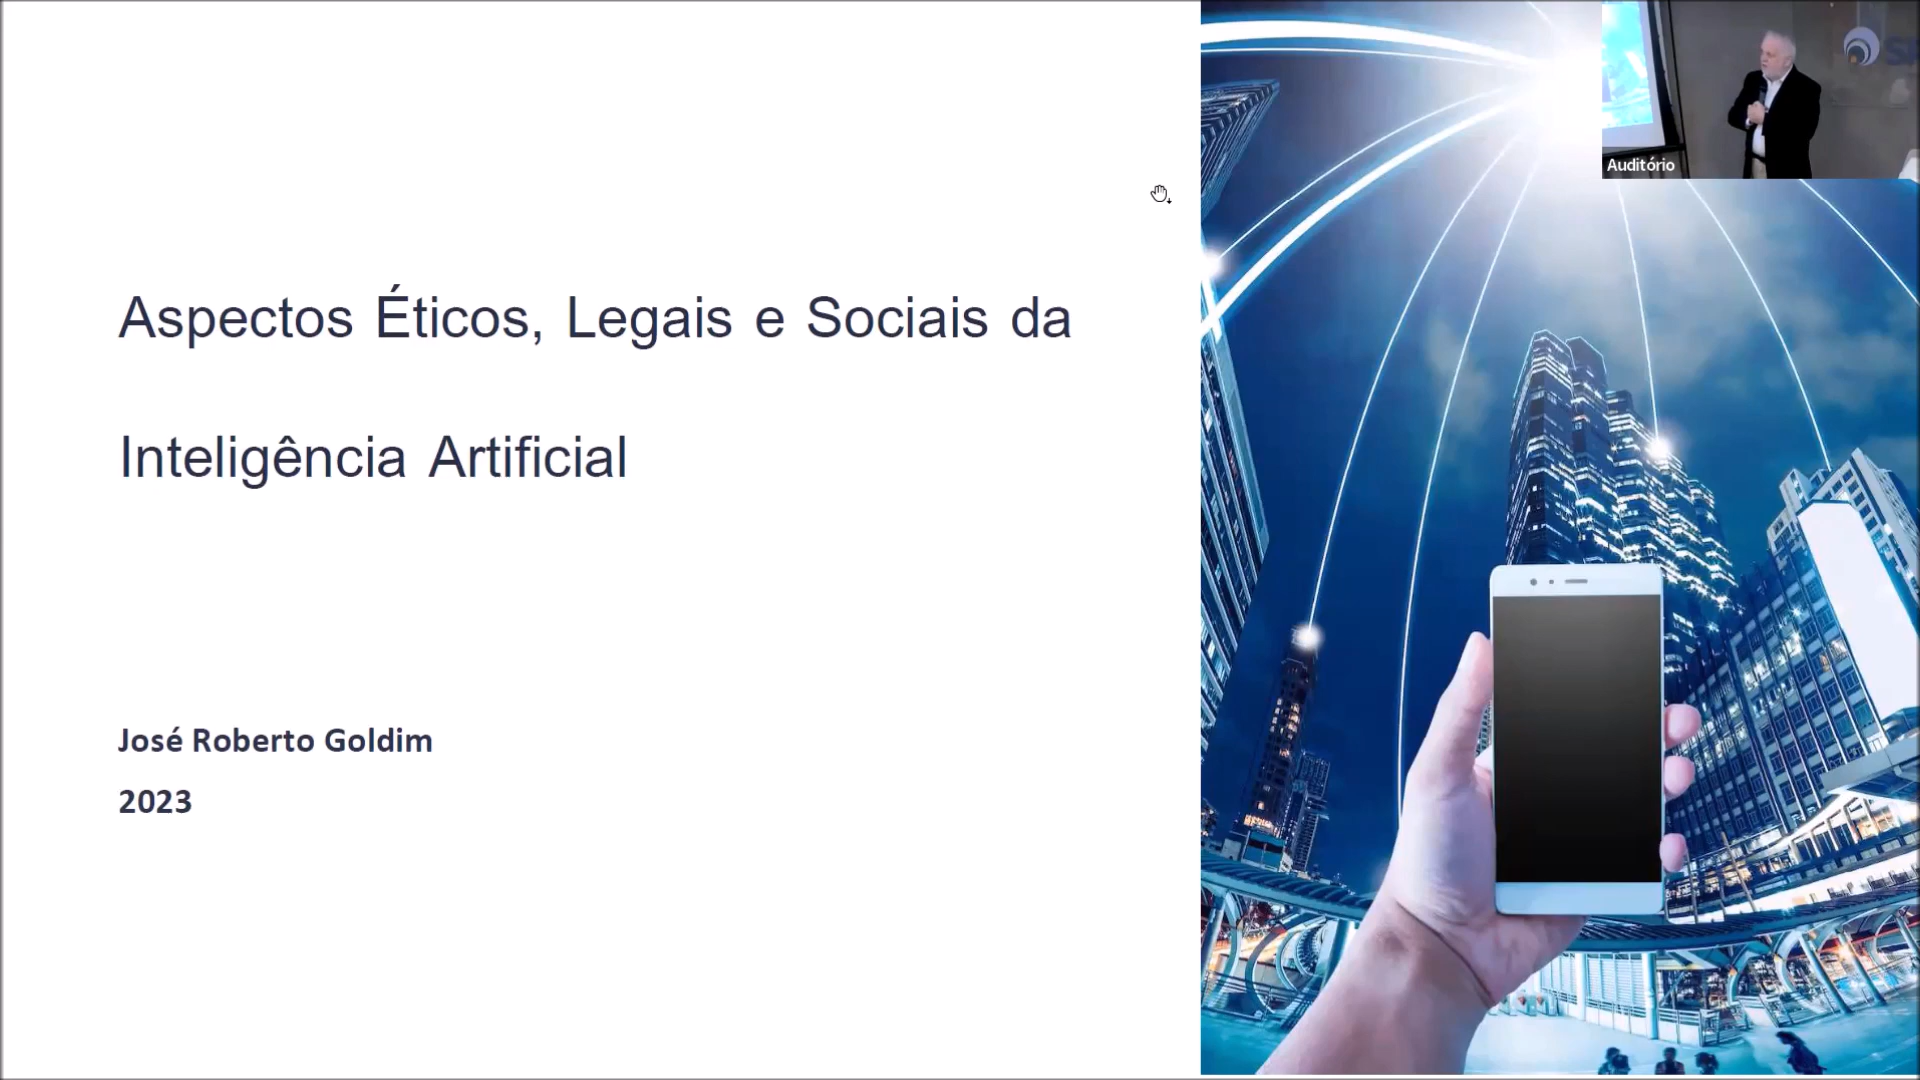 Aspectos Éticos, Legais e Sociais da
Inteligência Artificial
José Roberto Goldim
2023
Auditório